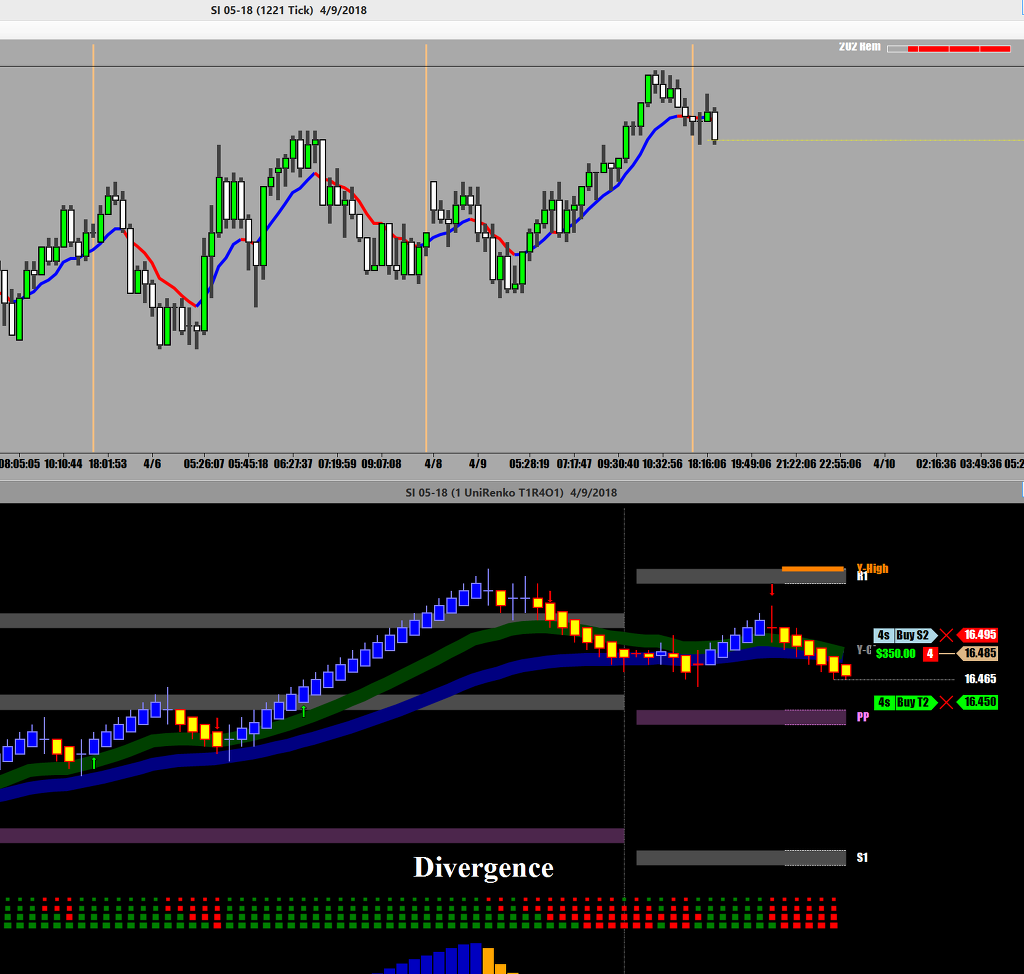 SI 05-18 (1221 Tick)  4/9/2018
202 Rem
08:05:05 10:10:44 18:01:53 4/6 05:26:07 05:45:18 06:27:37 07:19:59 09:07:08 4/8 4/9 05:28:19 07:17:47 09:30:40 10:32:56 18:16:06 19:49:06 21:22:06 22:55:06 4/10 02:16:36 03:49:36
SI 05-18 (1 UniRenko T1R4O1)  4/9/2018
Y-High
R1
4s Buy S2 16.495
$350.00 4 16.485
16.465
4s Buy T2 16.450
PP
S1
Divergence